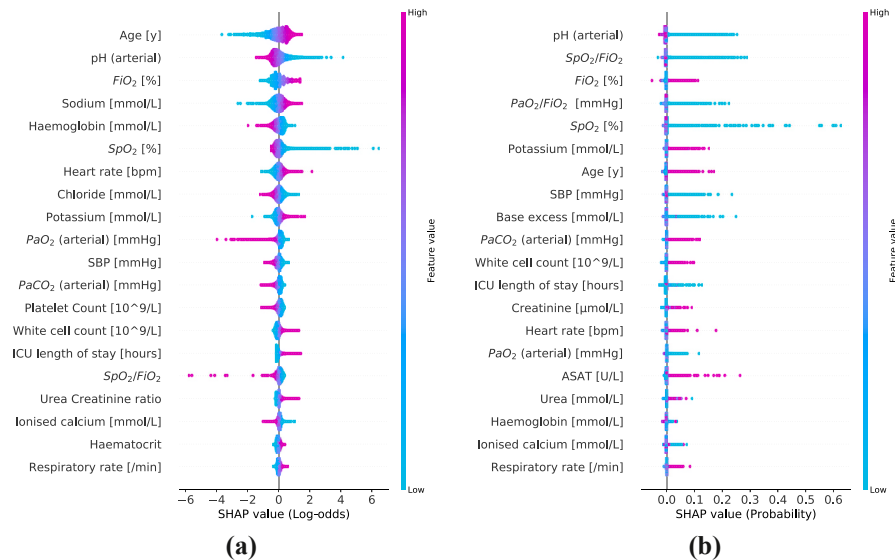 High
Age [y]
pH (arterial)
FiO₂ [%]
Sodium [mmol/L]
Haemoglobin [mmol/L]
SpO₂ [%]
Heart rate [bpm]
Chloride [mmol/L]
Potassium [mmol/L]
PaO₂ (arterial) [mmHg]
SBP [mmHg]
PaCO₂ (arterial) [mmHg]
Platelet Count [10^9/L]
White cell count [10^9/L]
ICU length of stay [hours]
SpO₂/FiO₂
Urea Creatinine ratio
Ionised calcium [mmol/L]
Haematocrit
Respiratory rate [/min]
Low
Feature value
−6 −4 −2 0 2 4 6
SHAP value (Log-odds)
(a)
High
pH (arterial)
SpO₂/FiO₂
FiO₂ [%]
PaO₂/FiO₂ [mmHg]
SpO₂ [%]
Potassium [mmol/L]
Age [y]
SBP [mmHg]
Base excess [mmol/L]
PaCO₂ (arterial) [mmHg]
White cell count [10^9/L]
ICU length of stay [hours]
Creatinine [μmol/L]
Heart rate [bpm]
PaO₂ (arterial) [mmHg]
ASAT [U/L]
Urea [mmol/L]
Haemoglobin [mmol/L]
Ionised calcium [mmol/L]
Respiratory rate [/min]
Low
Feature value
0.0 0.1 0.2 0.3 0.4 0.5 0.6
SHAP value (Probability)
(b)